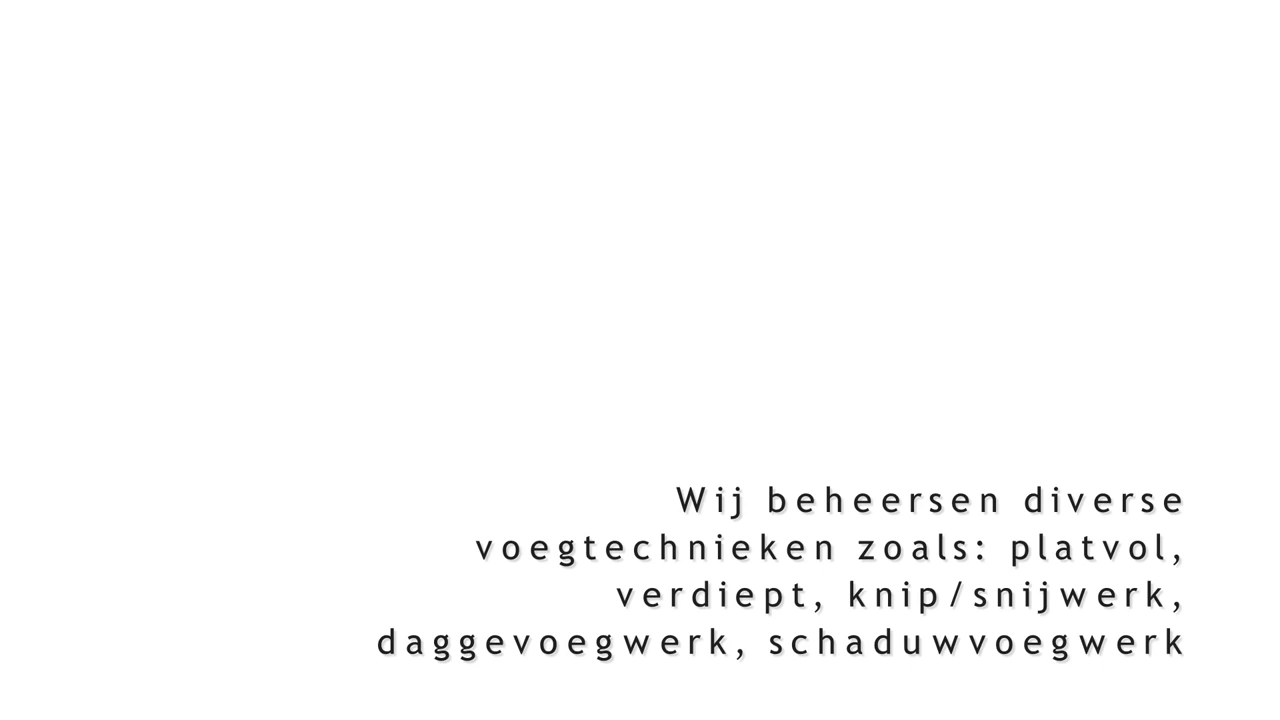 Wij beheersen diverse
voegtechnieken zoals: platvol,
verdiept, knip/snijwerk,
daggevoegwerk, schaduwvoegwerk